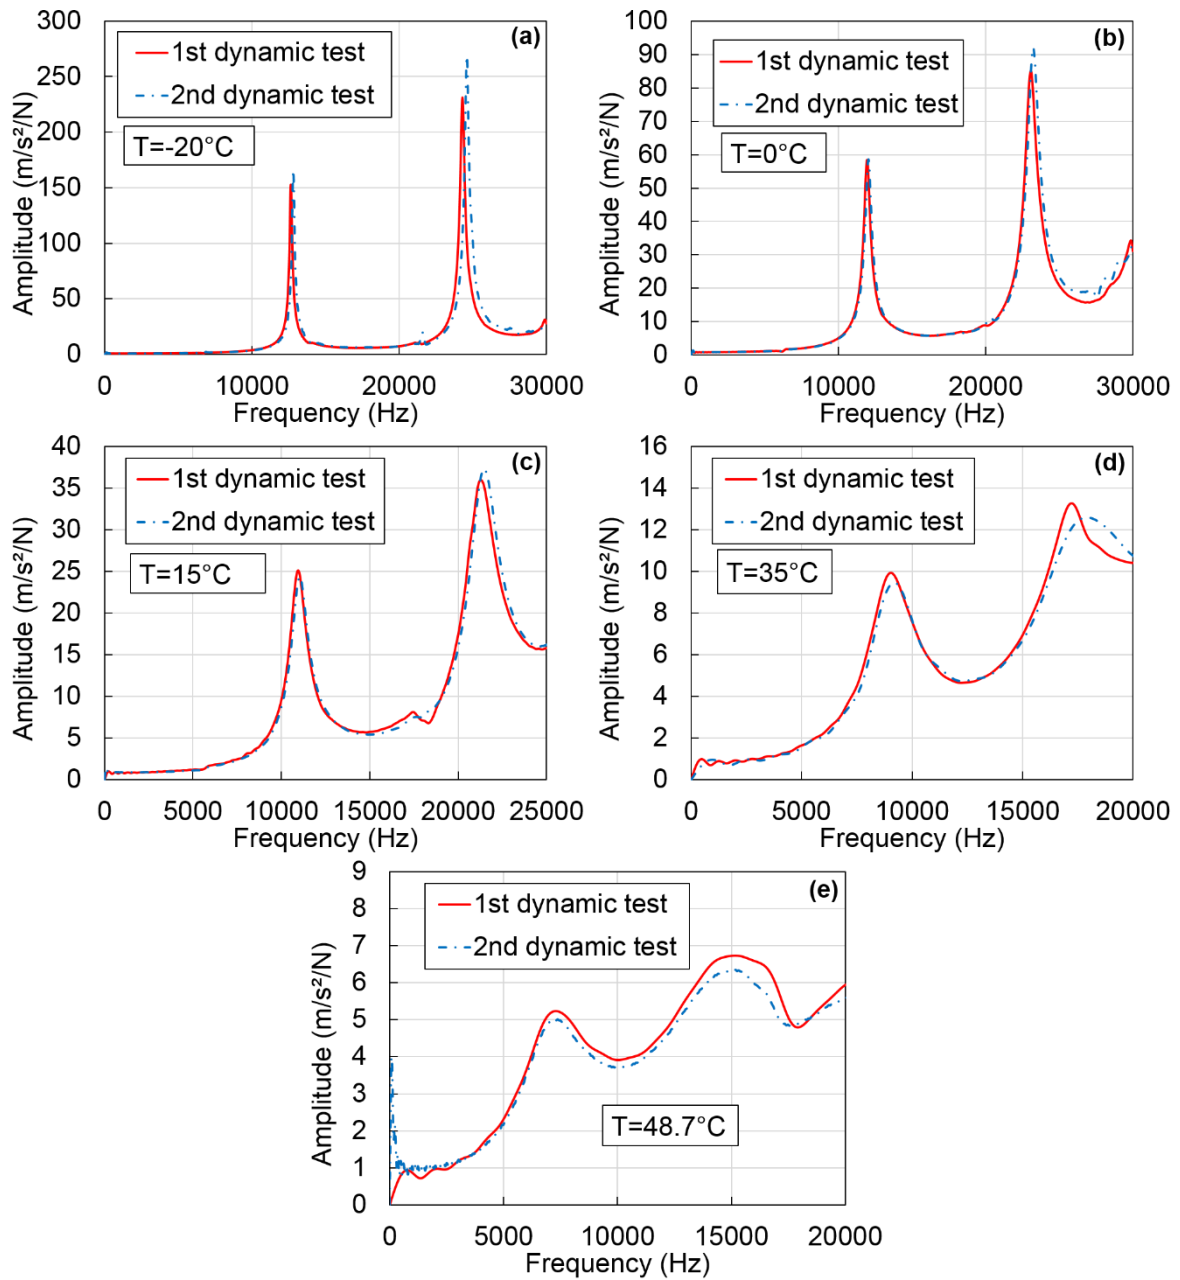 (a)
1st dynamic test
2nd dynamic test
T=-20°C
Amplitude (m/s²/N)
300
250
200
150
100
50
0
0 10000 20000 30000
Frequency (Hz)
(b)
1st dynamic test
2nd dynamic test
T=0°C
Amplitude (m/s²/N)
100
90
80
70
60
50
40
30
20
10
0
0 10000 20000 30000
Frequency (Hz)
(c)
1st dynamic test
2nd dynamic test
T=15°C
Amplitude (m/s²/N)
40
35
30
25
20
15
10
5
0
0 5000 10000 15000 20000 25000
Frequency (Hz)
(d)
1st dynamic test
2nd dynamic test
T=35°C
Amplitude (m/s²/N)
16
14
12
10
8
6
4
2
0
0 5000 10000 15000 20000
Frequency (Hz)
(e)
1st dynamic test
2nd dynamic test
T=48.7°C
Amplitude (m/s²/N)
9
8
7
6
5
4
3
2
1
0
0 5000 10000 15000 20000
Frequency (Hz)